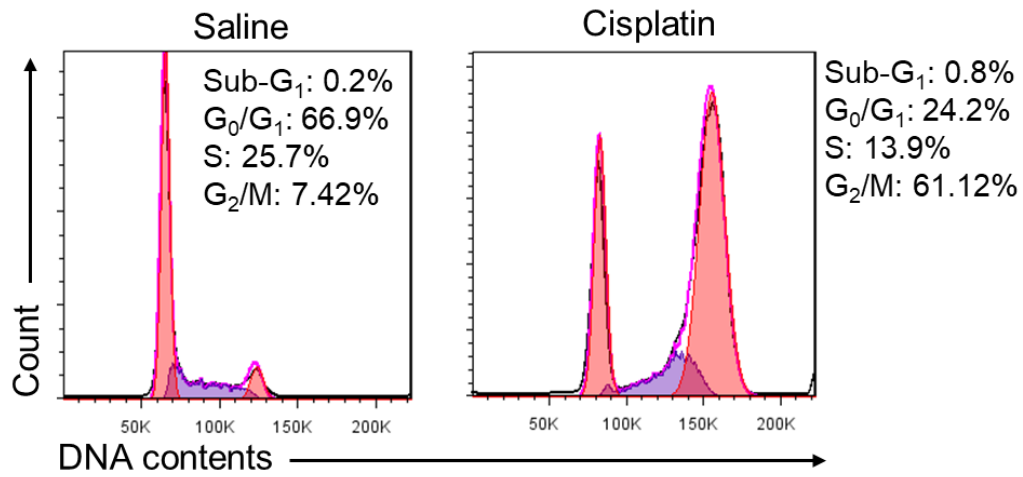 Saline
Sub-G₁: 0.2%
G₀/G₁: 66.9%
S: 25.7%
G₂/M: 7.42%
Cisplatin
Sub-G₁: 0.8%
G₀/G₁: 24.2%
S: 13.9%
G₂/M: 61.12%
Count
50K 100K 150K 200K
50K 100K 150K 200K
DNA contents